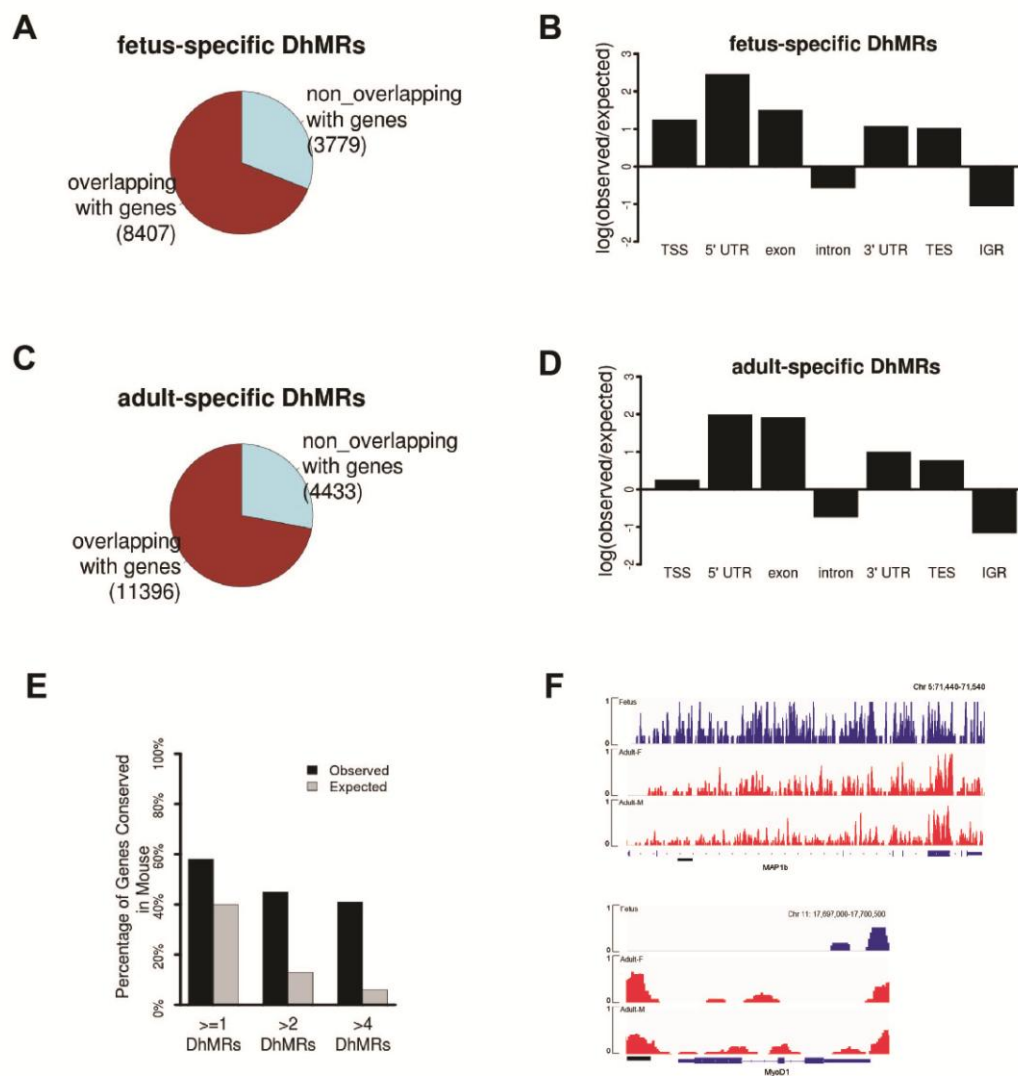 A
fetus-specific DhMRs
non_overlapping
with genes
(3779)
overlapping
with genes
(8407)
B
fetus-specific DhMRs
log(observed/expected)
3
2
1
0
-1
-2
TSS 5' UTR exon intron 3' UTR TES IGR
C
adult-specific DhMRs
non_overlapping
with genes
(4433)
overlapping
with genes
(11396)
D
adult-specific DhMRs
log(observed/expected)
3
2
1
0
-1
-2
TSS 5' UTR exon intron 3' UTR TES IGR
E
Percentage of Genes Conserved
in Mouse
100%
80%
60%
40%
20%
0%
Observed
Expected
>=1 >2 >4
DhMRs DhMRs DhMRs
F
Chr 5:71,440-71,540
1
Fetus
0
1
Adult-F
0
1
Adult-M
0
MAP1b
Chr 11: 17,697,000-17,700,500
1
Fetus
0
1
Adult-F
0
1
Adult-M
0
MyoD1